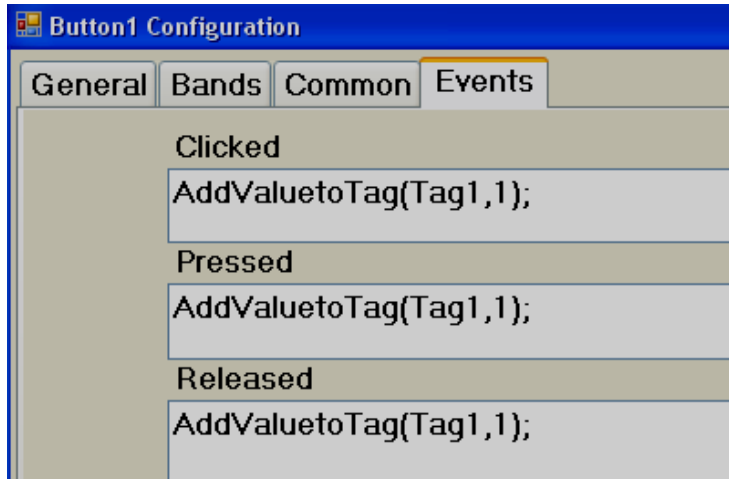 Button1 Configuration
General Bands Common Events
Clicked
AddValuetoTag(Tag1,1);
Pressed
AddValuetoTag(Tag1,1);
Released
AddValuetoTag(Tag1,1);